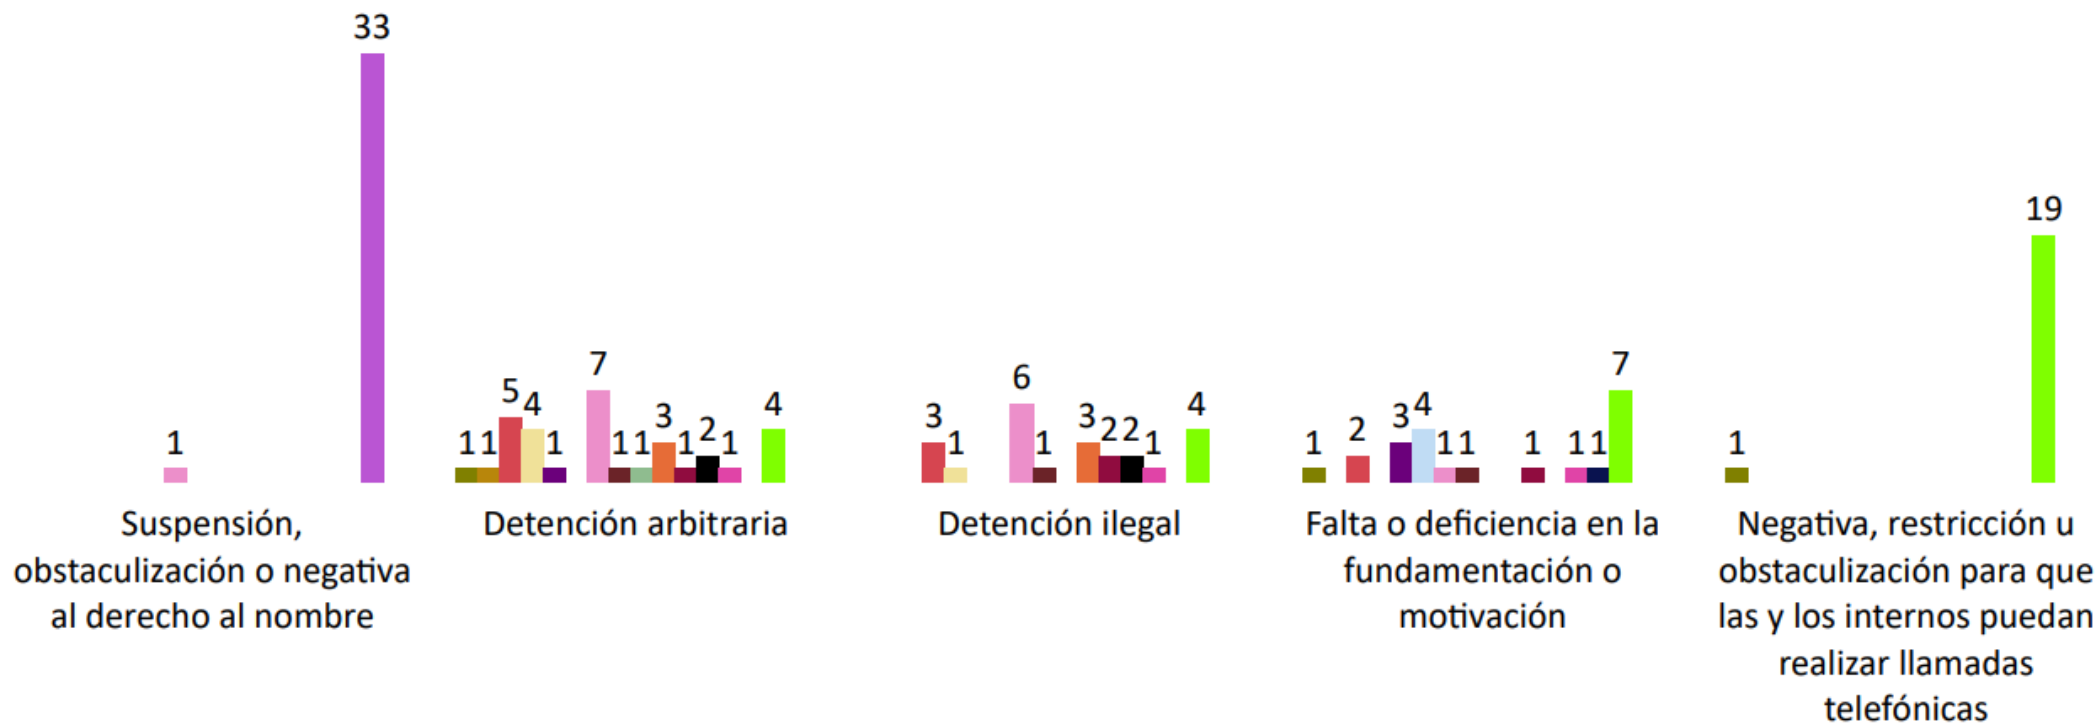 33
1
1 1 5 4 1 7 1 1 3 1 2 1 4
3 1 6 1 3 2 2 1 4
1 2 3 4 1 1 1 1 1 7
1 19
Suspensión,
obstaculización o negativa
al derecho al nombre
Detención arbitraria
Detención ilegal
Falta o deficiencia en la
fundamentación o
motivación
Negativa, restricción u
obstaculización para que
las y los internos puedan
realizar llamadas
telefónicas